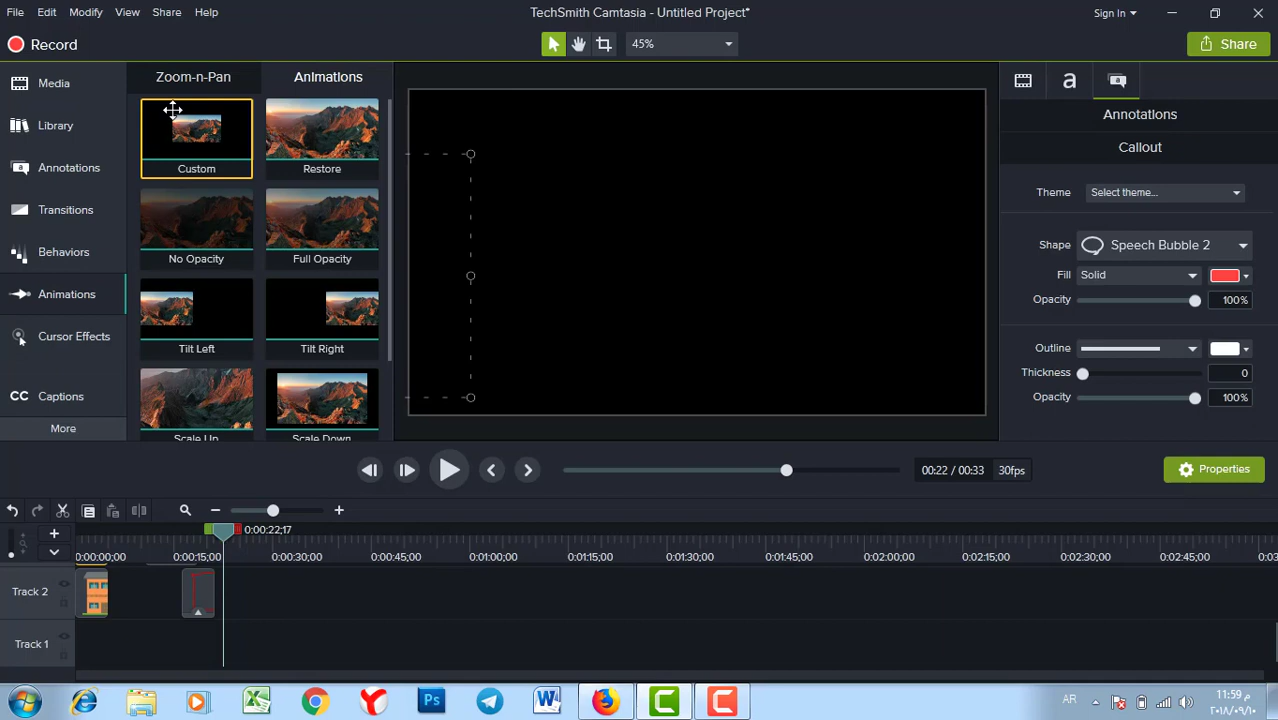 File Edit Modify View Share Help TechSmith Camtasia - Untitled Project* Sign In
Record 45% Share
Media
Library
Annotations
Transitions
Behaviors
Animations
Cursor Effects
CC Captions
More
Zoom-n-Pan Animations
Custom Restore
No Opacity Full Opacity
Tilt Left Tilt Right
Scale Up Scale Down
a
Annotations
Callout
Theme Select theme...
Shape Speech Bubble 2
Fill Solid
Opacity 100%
Outline
Thickness 0
Opacity 100%
00:22 / 00:33 30fps Properties
0:00:22;17
0:00:00;00 0:00:15;00 0:00:30;00 0:00:45;00 0:01:00;00 0:01:15;00 0:01:30;00 0:01:45;00 0:02:00;00 0:02:15;00 0:02:30;00 0:02:45;00
Track 2
Track 1
Ps W AR م 11:59
٢٠١٨/٠٩/١٠